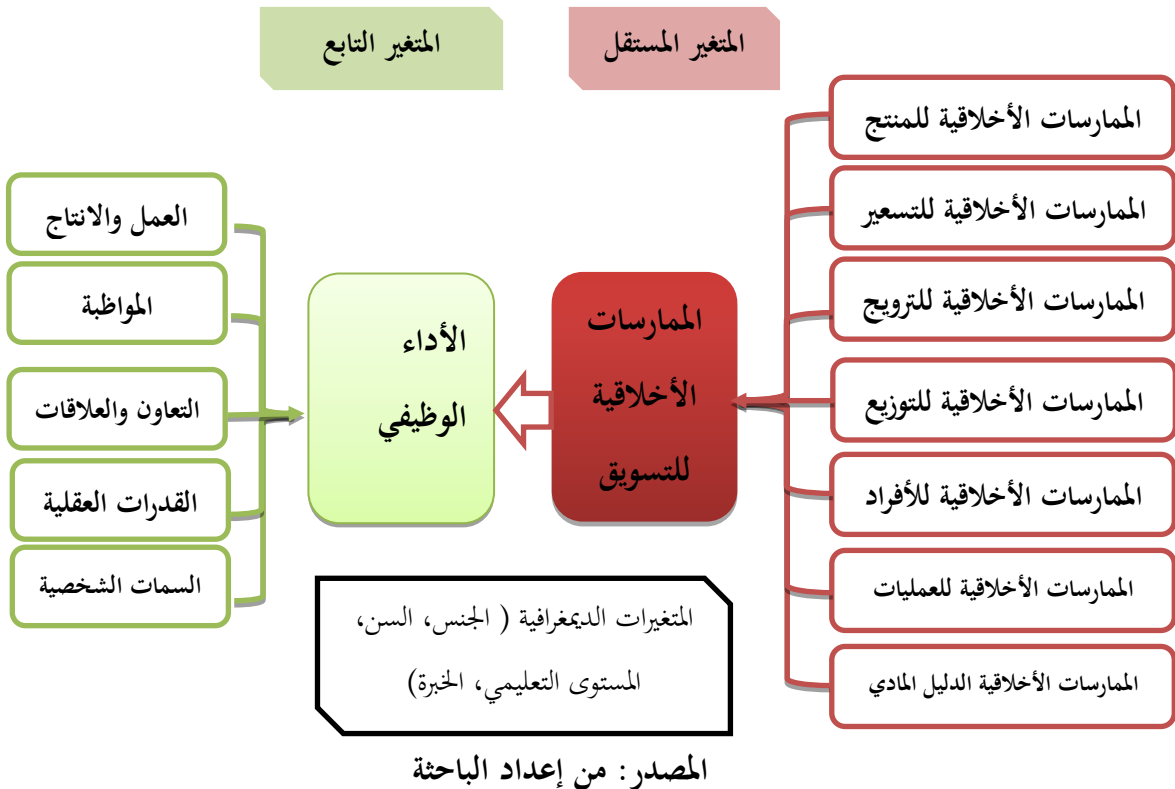 المتغير المستقل
المتغير التابع
الممارسات الأخلاقية للمنتج
الممارسات الأخلاقية للتسعير
الممارسات الأخلاقية للترويج
الممارسات الأخلاقية للتوزيع
الممارسات الأخلاقية للأفراد
الممارسات الأخلاقية للعمليات
الممارسات الأخلاقية الدليل المادي
الممارسات
الأخلاقية
للتسويق
الأداء
الوظيفي
العمل والانتاج
المواظبة
التعاون والعلاقات
القدرات العقلية
السمات الشخصية
المتغيرات الديمغرافية ( الجنس، السن،
المستوى التعليمي، الخبرة)
المصدر: من إعداد الباحثة